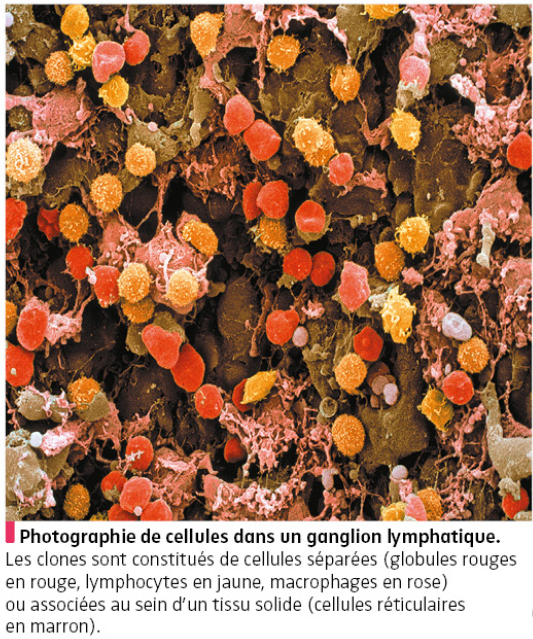 Photographie de cellules dans un ganglion lymphatique.
Les clones sont constitués de cellules séparées (globules rouges
en rouge, lymphocytes en jaune, macrophages en rose)
ou associées au sein d'un tissu solide (cellules réticulaires
en marron).